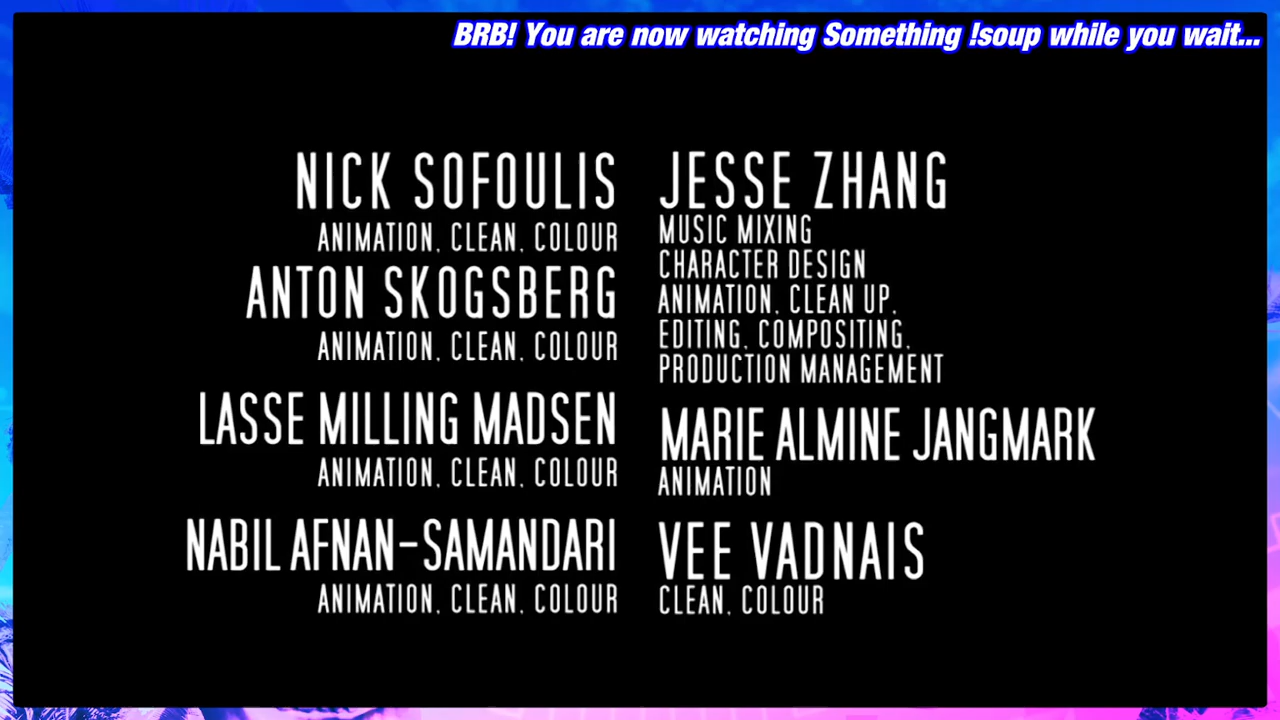 BRB! You are now watching Something !soup while you wait...
NICK SOFOULIS
ANIMATION, CLEAN, COLOUR
ANTON SKOGSBERG
ANIMATION, CLEAN, COLOUR
LASSE MILLING MADSEN
ANIMATION, CLEAN, COLOUR
NABIL AFNAN-SAMANDARI
ANIMATION, CLEAN, COLOUR
JESSE ZHANG
MUSIC MIXING
CHARACTER DESIGN
ANIMATION, CLEAN UP,
EDITING, COMPOSITING,
PRODUCTION MANAGEMENT
MARIE ALMINE JANGMARK
ANIMATION
VEE VADNAIS
CLEAN, COLOUR